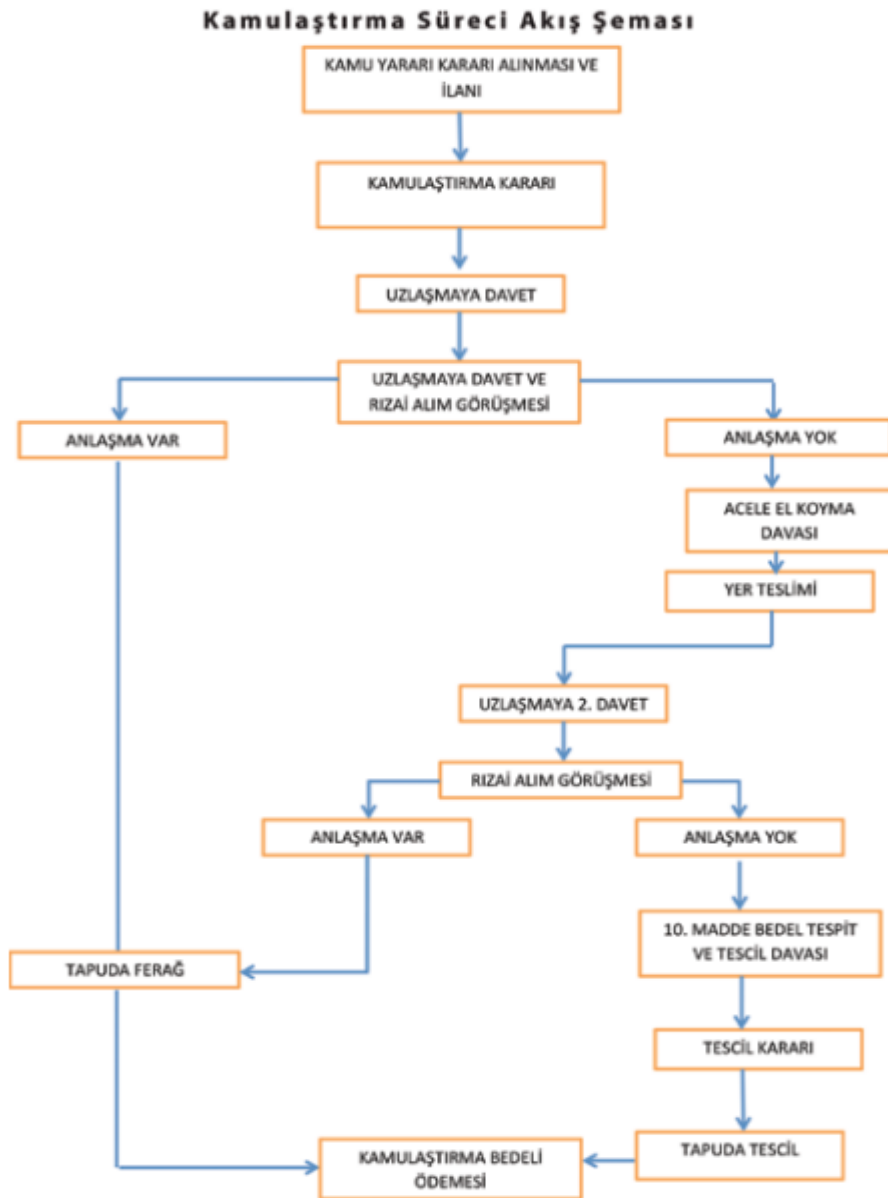 Kamulaştırma Süreci Akış Şeması
KAMU YARARI KARARI ALINMASI VE
İLANI
KAMULAŞTIRMA KARARI
UZLAŞMAYA DAVET
UZLAŞMAYA DAVET VE
RIZAİ ALIM GÖRÜŞMESİ
ANLAŞMA VAR
ANLAŞMA YOK
ACELE EL KOYMA
DAVASI
YER TESLİMİ
UZLAŞMAYA 2. DAVET
RIZAİ ALIM GÖRÜŞMESİ
ANLAŞMA VAR
ANLAŞMA YOK
10. MADDE BEDEL TESPİT
VE TESCİL DAVASI
TAPUDA FERAĞ
TESCİL KARARI
TAPUDA TESCİL
KAMULAŞTIRMA BEDELİ
ÖDEMESİ